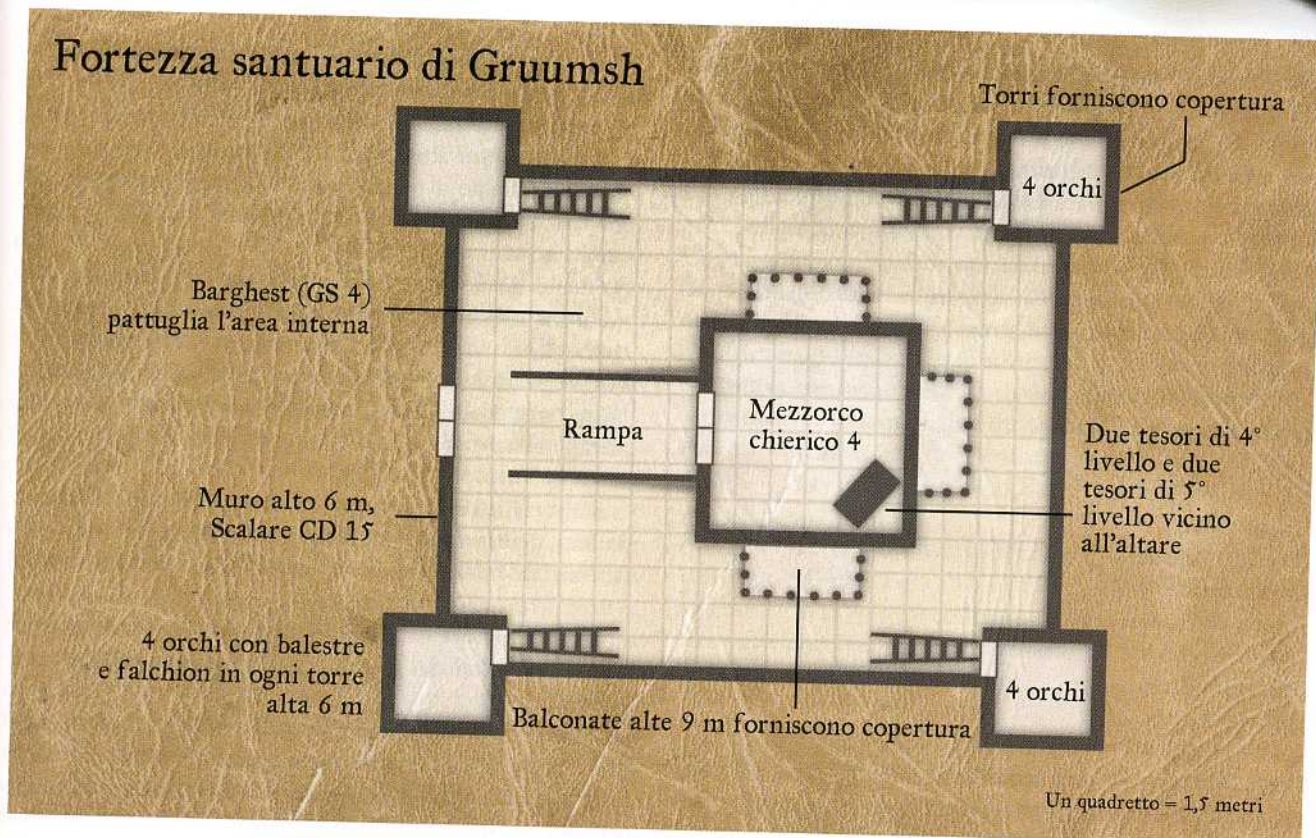 Fortezza santuario di Gruumsh
Torri forniscono copertura
4 orchi
Barghest (GS 4)
pattuglia l'area interna
Rampa
Mezzorco
chierico 4
Due tesori di 4°
livello e due
tesori di 5°
livello vicino
all'altare
Muro alto 6 m,
Scalare CD 15
4 orchi con balestre
e falchion in ogni torre
alta 6 m
4 orchi
Balconate alte 9 m forniscono copertura
Un quadretto = 1,5 metri